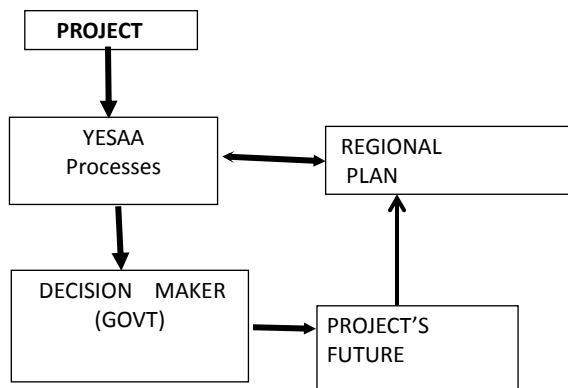 PROJECT
YESAA
Processes
REGIONAL
PLAN
DECISION MAKER
(GOVT)
PROJECT’S
FUTURE